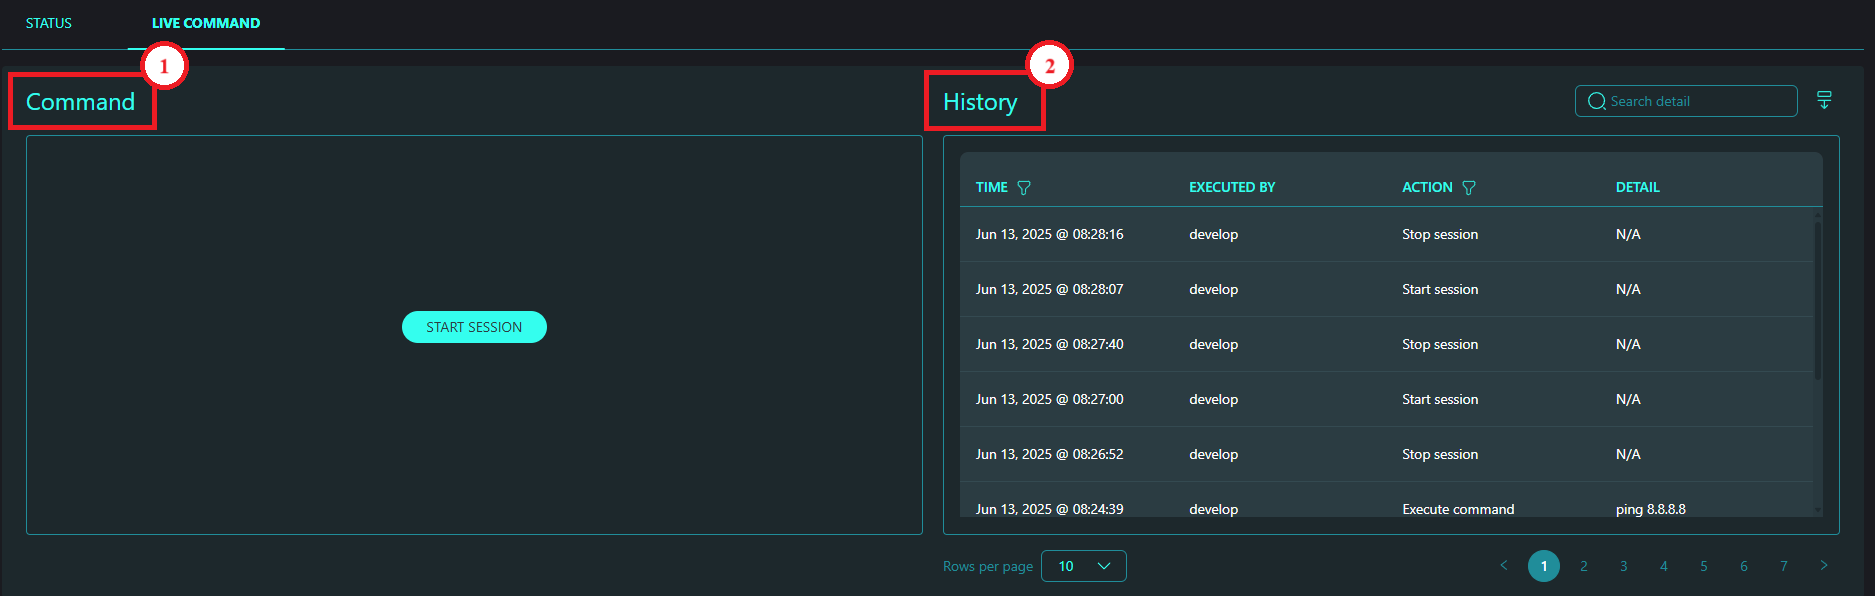 STATUS LIVE COMMAND
1 2
Command
START SESSION
History Search detail
TIME EXECUTED BY ACTION DETAIL
Jun 13, 2025 @ 08:28:16 develop Stop session N/A
Jun 13, 2025 @ 08:28:07 develop Start session N/A
Jun 13, 2025 @ 08:27:40 develop Stop session N/A
Jun 13, 2025 @ 08:27:00 develop Start session N/A
Jun 13, 2025 @ 08:26:52 develop Stop session N/A
Jun 13, 2025 @ 08:24:39 develop Execute command ping 8.8.8.8
Rows per page 10 < 1 2 3 4 5 6 7 >